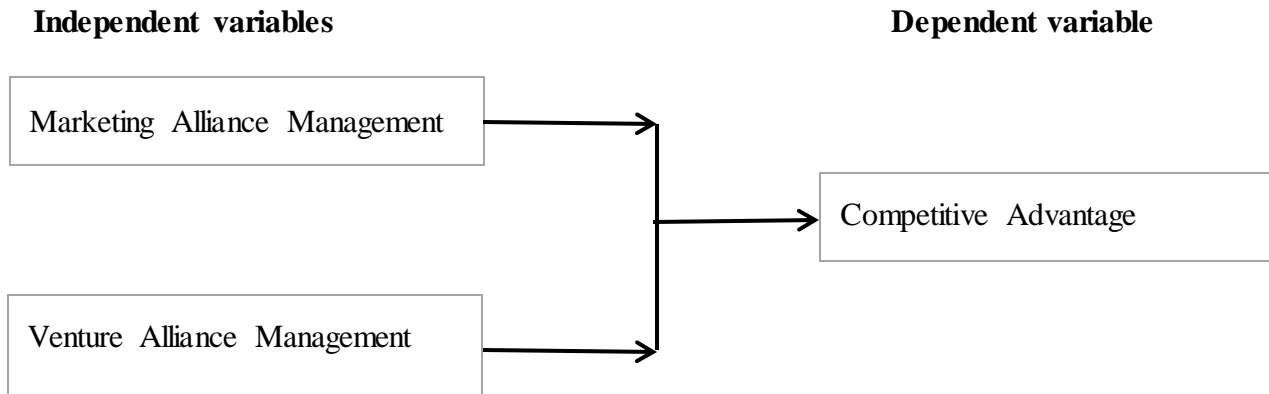 Independent variables
Dependent variable
Marketing Alliance Management
Competitive Advantage
Venture Alliance Management